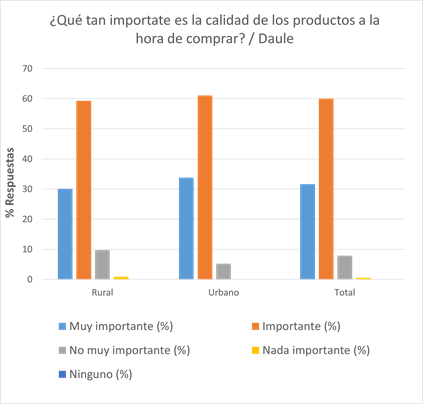 ¿Qué tan importate es la calidad de los productos a la
hora de comprar? / Daule
70
60
50
40
30
20
10
0
% Respuestas
Rural
Urbano
Total
Muy importante (%)
Importante (%)
No muy importante (%)
Nada importante (%)
Ninguno (%)